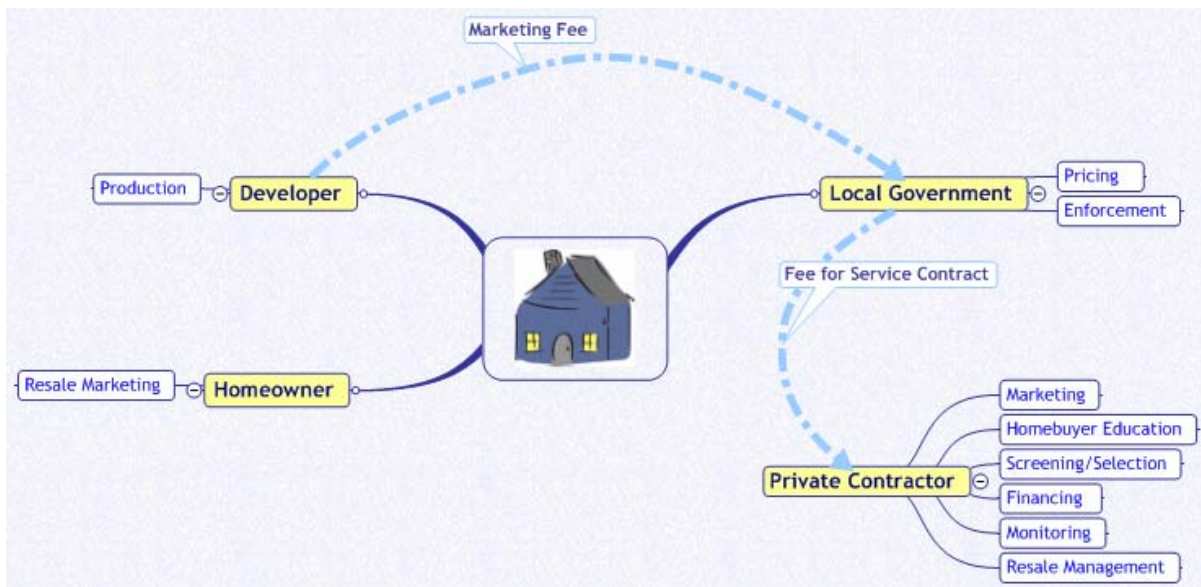 Marketing Fee
Production
Developer
Local Government
Pricing
Enforcement
Fee for Service Contract
Resale Marketing
Homeowner
Private Contractor
Marketing
Homebuyer Education
Screening/Selection
Financing
Monitoring
Resale Management